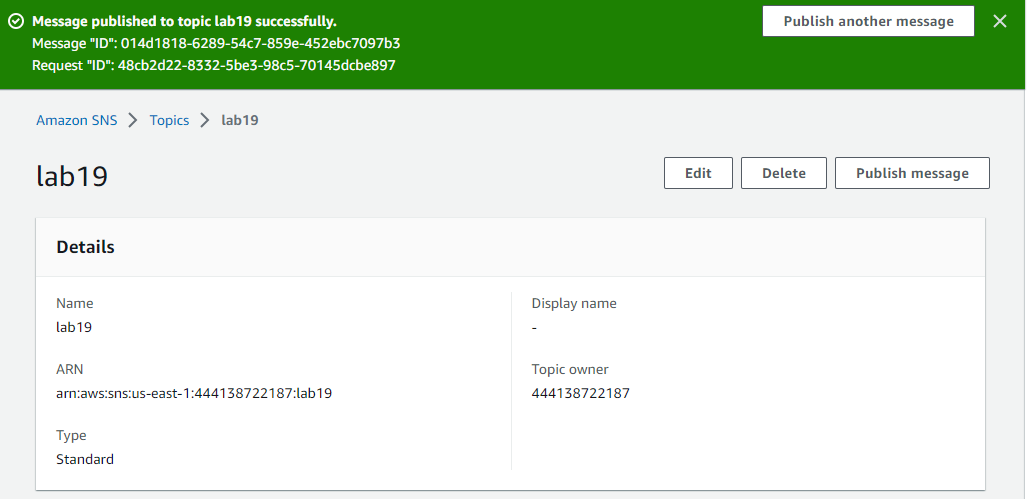 Message published to topic lab19 successfully.
Message "ID": 014d1818-6289-54c7-859e-452ebc7097b3
Request "ID": 48cb2d22-8332-5be3-98c5-70145dcbe897
Publish another message
Amazon SNS > Topics > lab19
lab19
Edit
Delete
Publish message
Details
Name
lab19
ARN
arn:aws:sns:us-east-1:444138722187:lab19
Type
Standard
Display name
-
Topic owner
444138722187